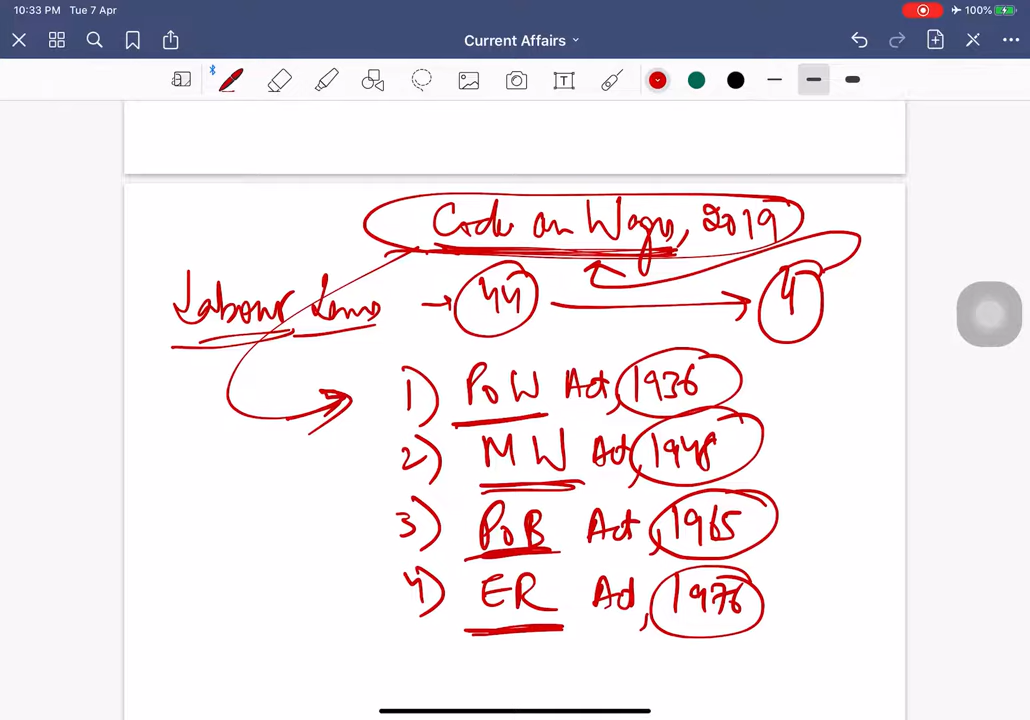 10:33 PM Tue 7 Apr 100%
Current Affairs
T
Code on Wages, 2019
Labour Laws → 44 → 4
1) PoW Act, 1936
2) MW Act, 1948
3) PoB Act, 1965
4) ER Act, 1976